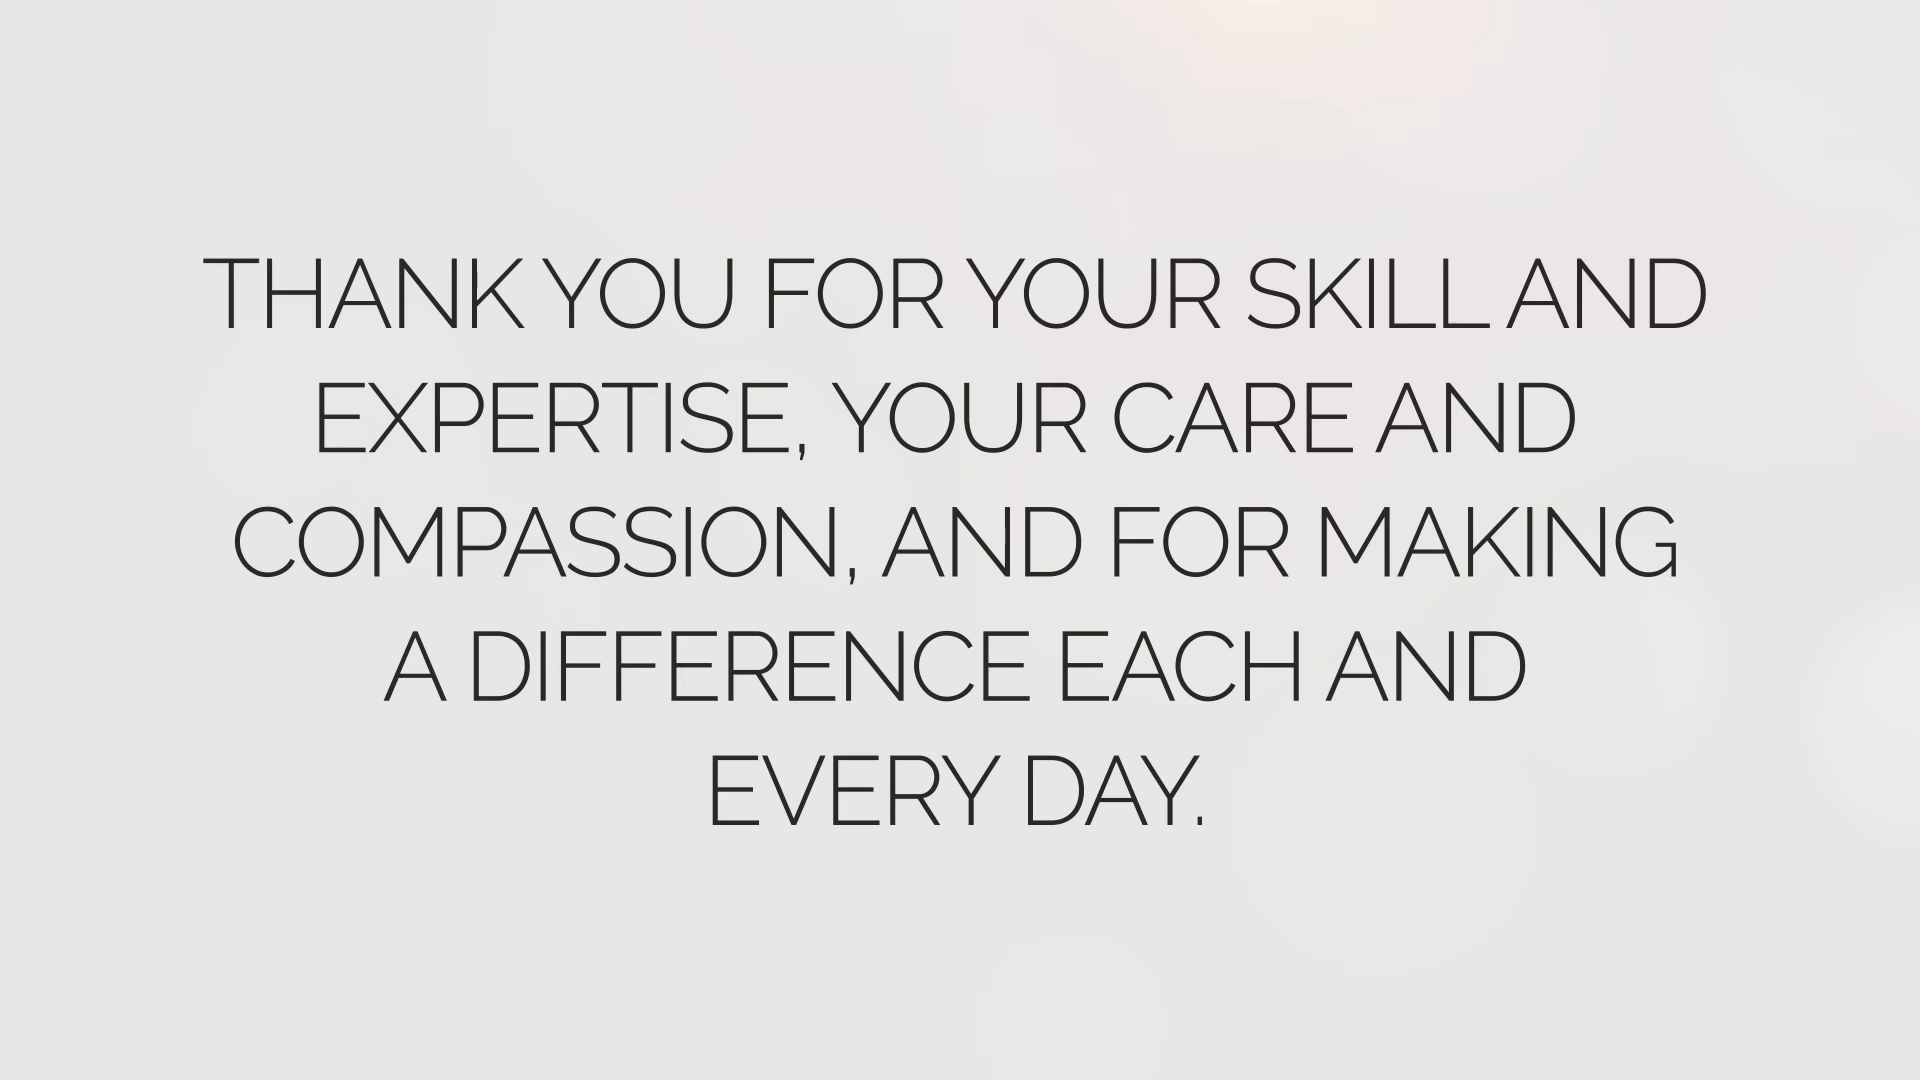 THANK YOU FOR YOUR SKILL AND
EXPERTISE, YOUR CARE AND
COMPASSION, AND FOR MAKING
A DIFFERENCE EACH AND
EVERY DAY.